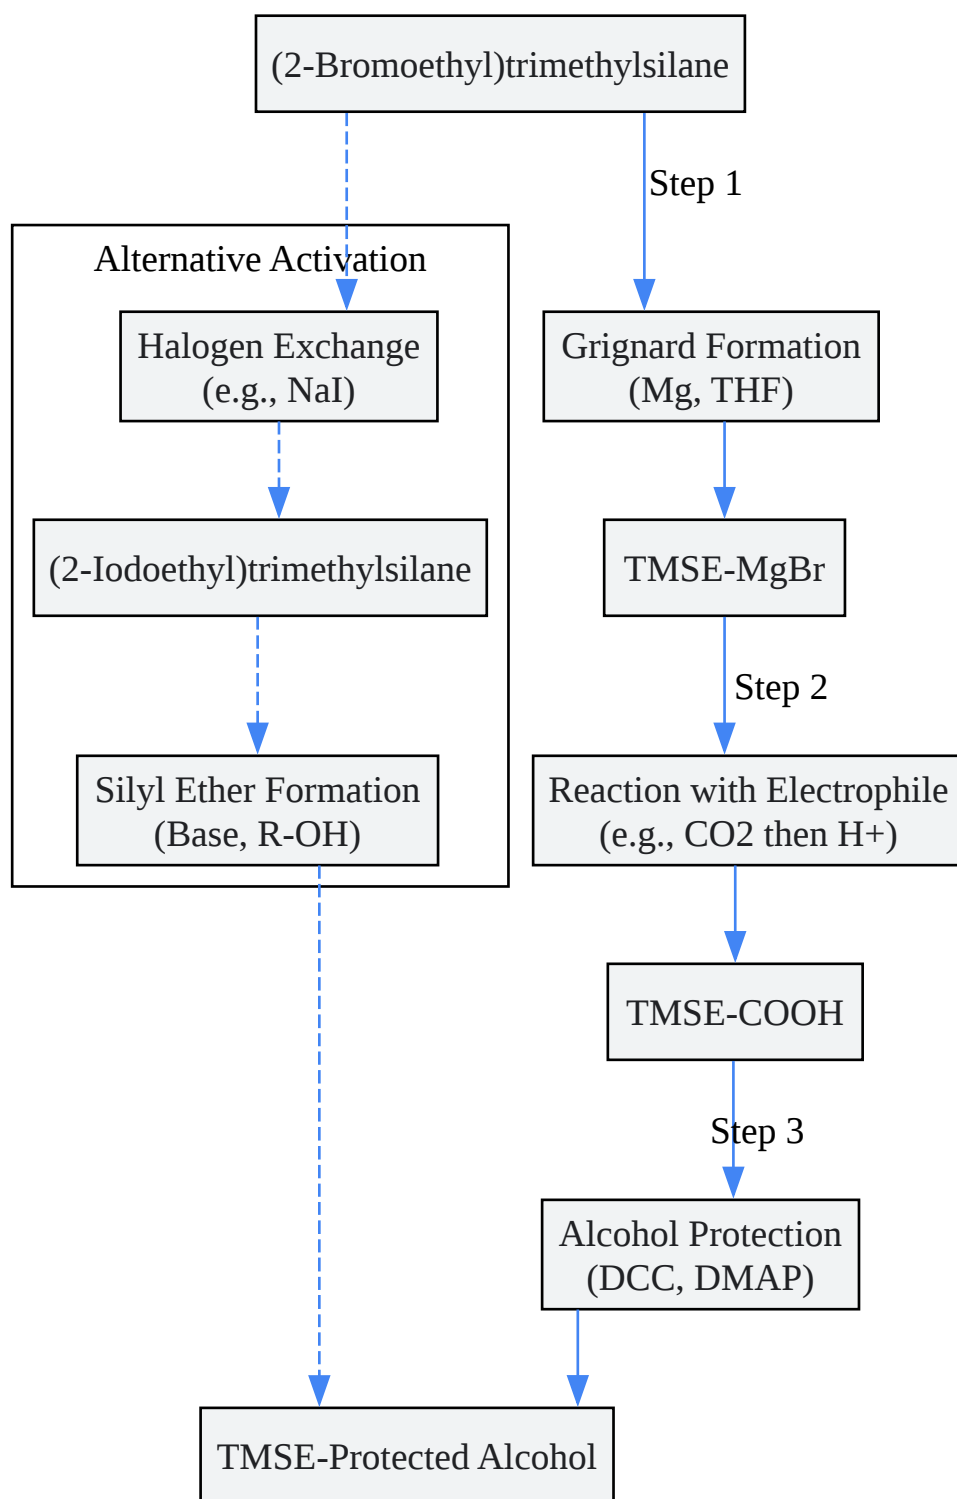 (2-Bromoethyl)trimethylsilane
Step 1
Alternative Activation
Halogen Exchange
(e.g., NaI)
Grignard Formation
(Mg, THF)
(2-Iodoethyl)trimethylsilane
TMSE-MgBr
Step 2
Silyl Ether Formation
(Base, R-OH)
Reaction with Electrophile
(e.g., CO2 then H+)
TMSE-COOH
Step 3
Alcohol Protection
(DCC, DMAP)
TMSE-Protected Alcohol